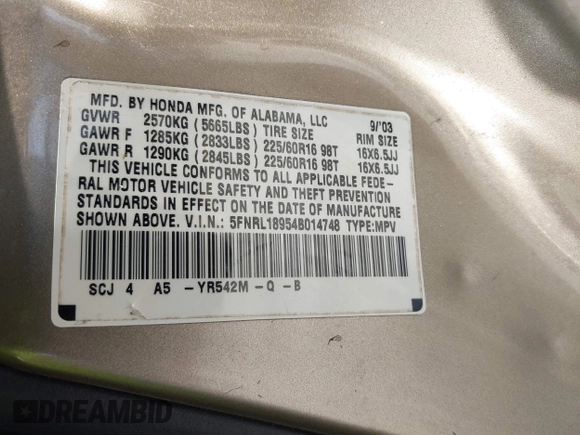 MFD. BY HONDA MFG. OF ALABAMA, LLC 9/'03
GVWR 2570KG (5665LBS) TIRE SIZE RIM SIZE
GAWR F 1285KG (2833LBS) 225/60R16 98T 16X6.5JJ
GAWR R 1290KG (2845LBS) 225/60R16 98T 16X6.5JJ
THIS VEHICLE CONFORMS TO ALL APPLICABLE FEDE-
RAL MOTOR VEHICLE SAFETY AND THEFT PREVENTION
STANDARDS IN EFFECT ON THE DATE OF MANUFACTURE
SHOWN ABOVE. V.I.N.: 5FNRL18954B014748 TYPE:MPV
SCJ 4 A5 -YR542M -Q -B
DREAMBID